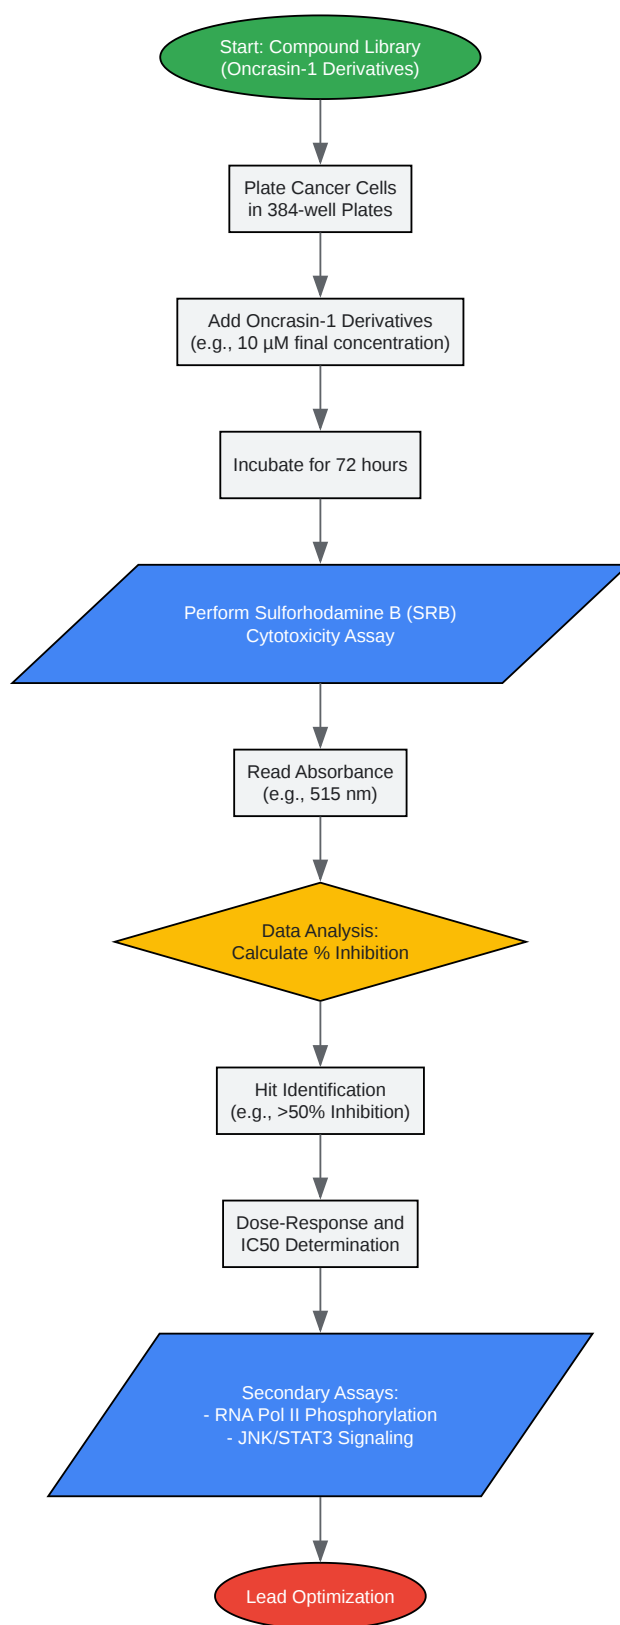 Start: Compound Library
(Oncrasin-1 Derivatives)
Plate Cancer Cells
in 384-well Plates
Add Oncrasin-1 Derivatives
(e.g., 10 µM final concentration)
Incubate for 72 hours
Perform Sulforhodamine B (SRB)
Cytotoxicity Assay
Read Absorbance
(e.g., 515 nm)
Data Analysis:
Calculate % Inhibition
Hit Identification
(e.g., >50% Inhibition)
Dose-Response and
IC50 Determination
Secondary Assays:
- RNA Pol II Phosphorylation
- JNK/STAT3 Signaling
Lead Optimization